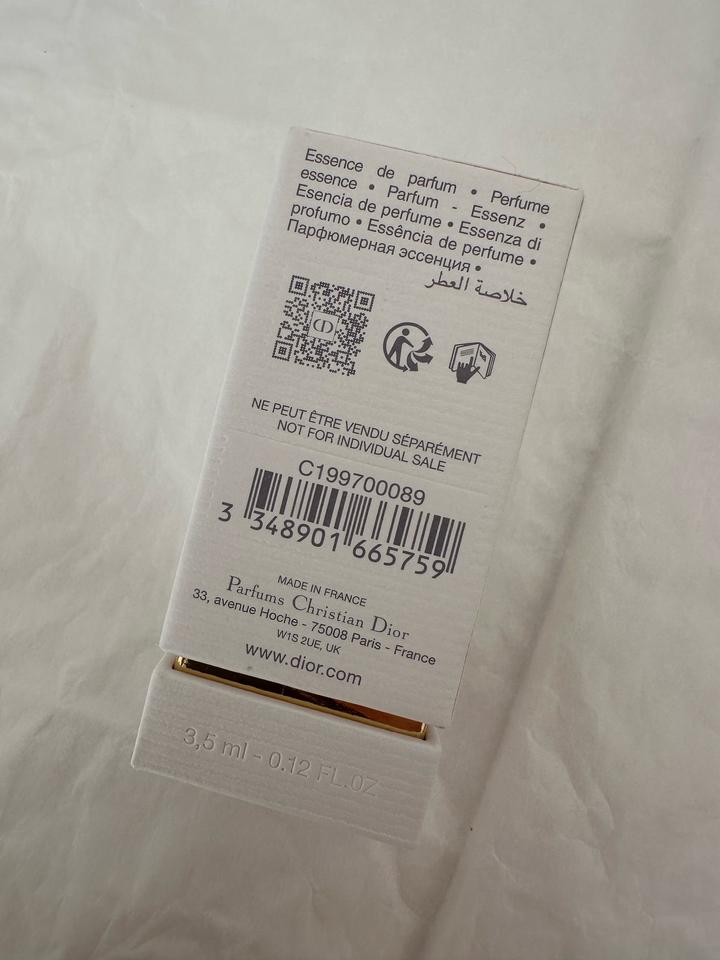 Essence de parfum • Perfume
essence • Parfum - Essenz •
Esencia de perfume • Essenza di
profumo • Essência de perfume •
Парфюмерная эссенция •
خلاصة العطر
CD
NE PEUT ÊTRE VENDU SÉPARÉMENT
NOT FOR INDIVIDUAL SALE
C199700089
3 348901 665759
MADE IN FRANCE
Parfums Christian Dior
33, avenue Hoche - 75008 Paris - France
W1S 2UE, UK
www.dior.com
3,5 ml - 0.12 FL.OZ